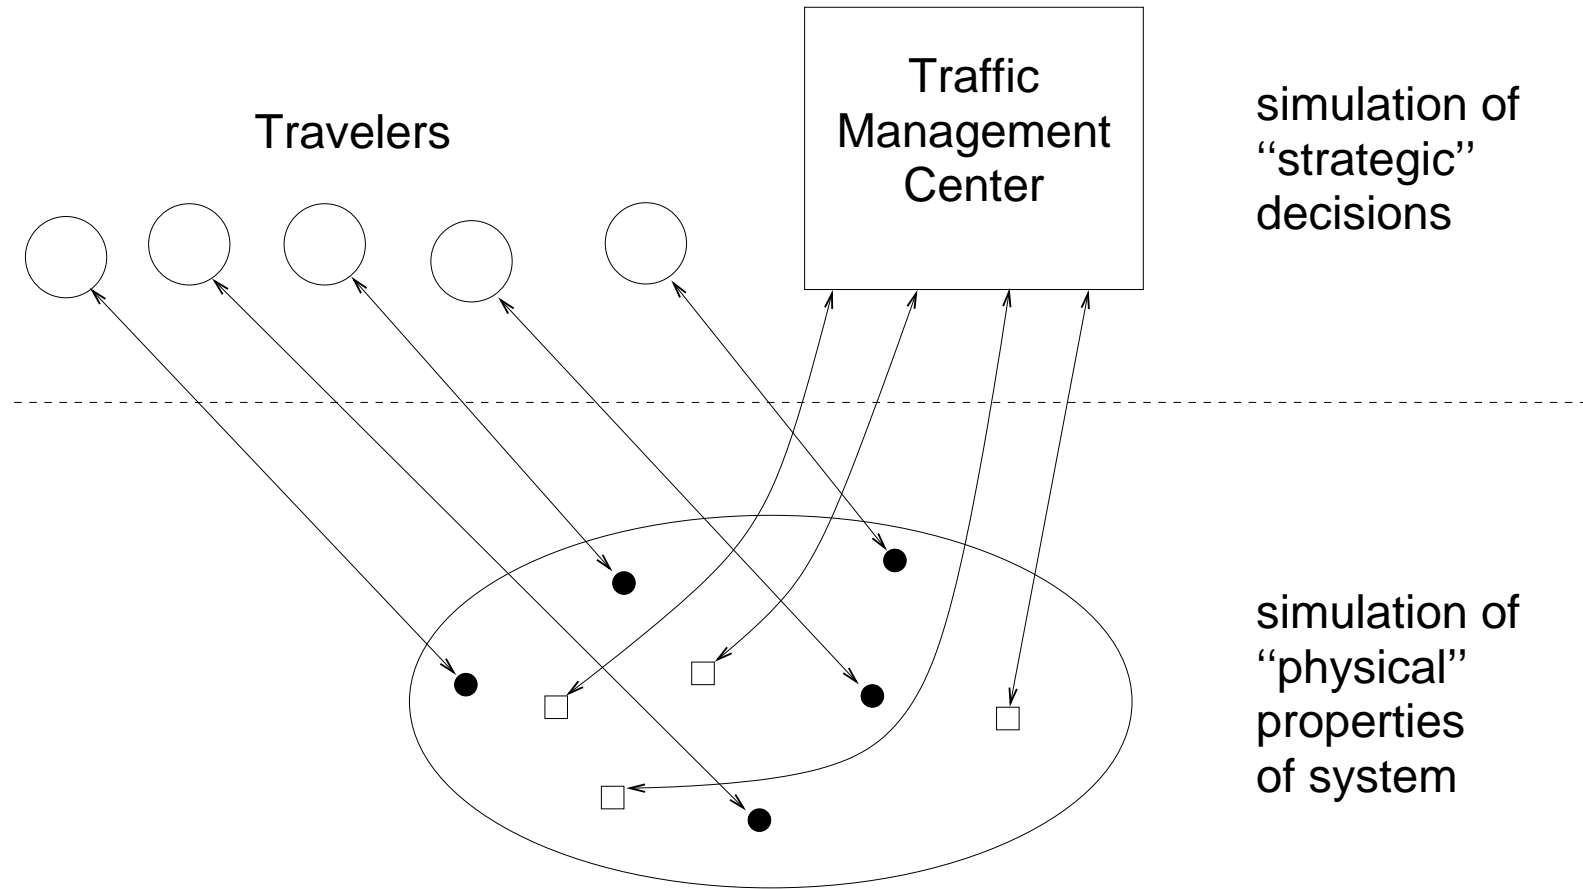 Travelers
Traffic
Management
Center
simulation of
‘‘strategic’’
decisions
simulation of
‘‘physical’’
properties
of system